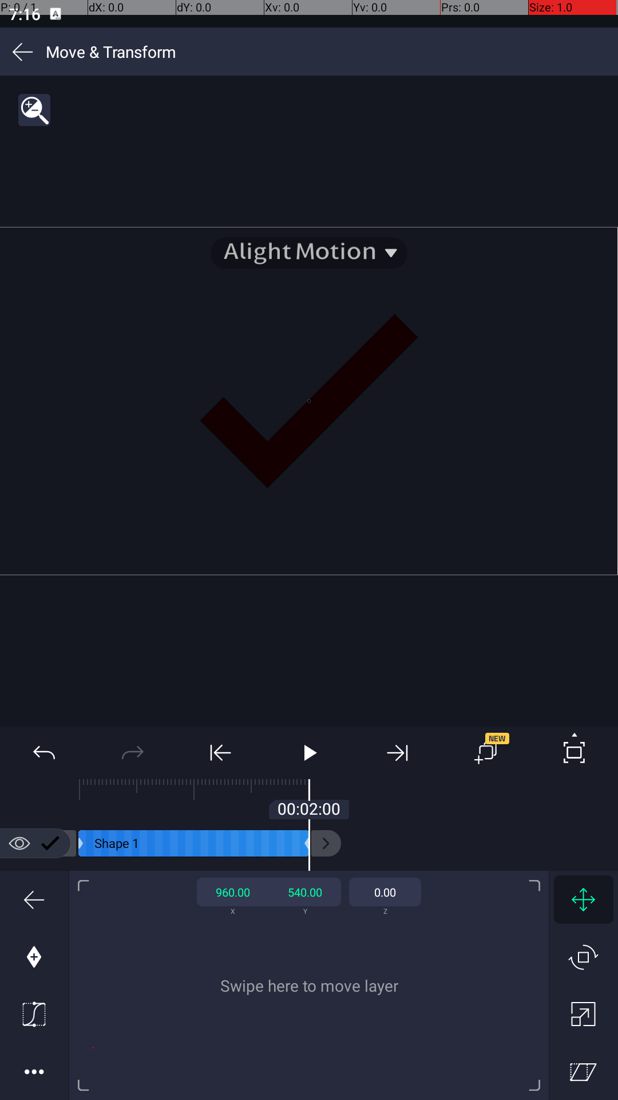 P: 0 / 1 dX: 0.0 dY: 0.0 Xv: 0.0 Yv: 0.0 Prs: 0.0 Size: 1.0
7:16 A
Move & Transform
Alight Motion
NEW
00:02:00
Shape 1
960.00 540.00 0.00
X Y Z
Swipe here to move layer